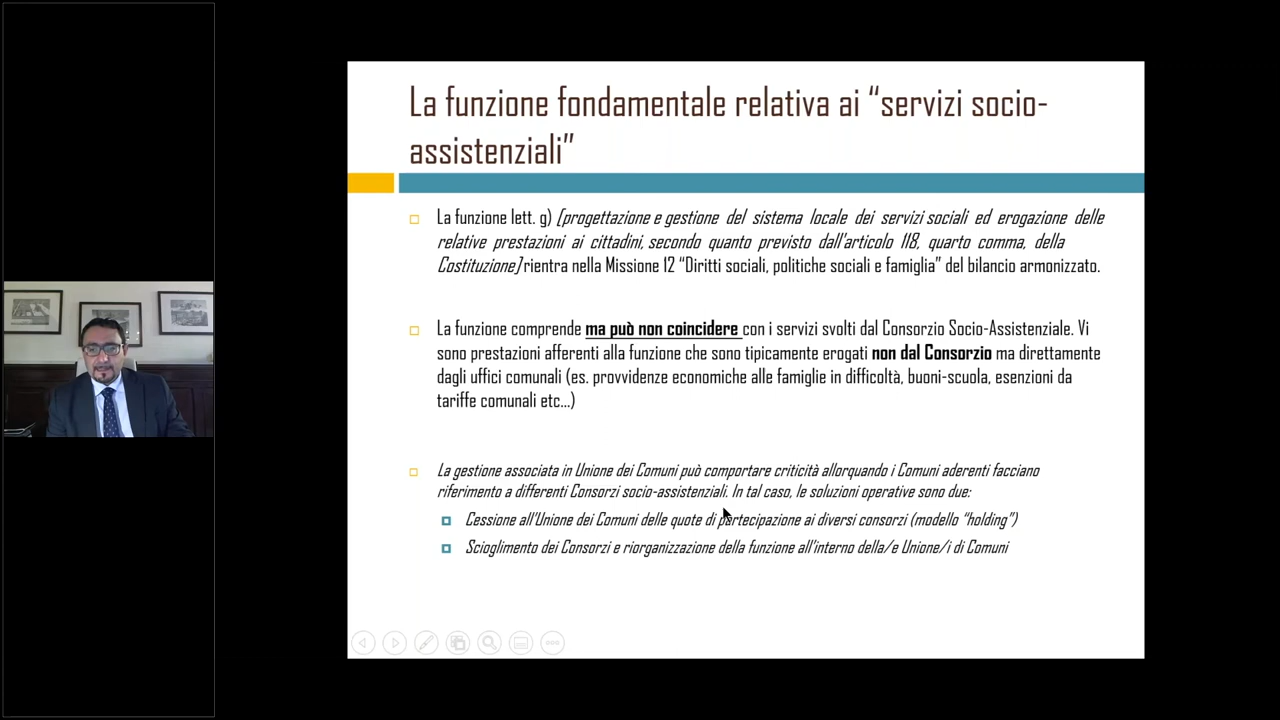 La funzione fondamentale relativa ai “servizi socio-
assistenziali”
La funzione lett. g) [progettazione e gestione del sistema locale dei servizi sociali ed erogazione delle
relative prestazioni ai cittadini, secondo quanto previsto dall'articolo 118, quarto comma, della
Costituzione] rientra nella Missione 12 “Diritti sociali, politiche sociali e famiglia” del bilancio armonizzato.
La funzione comprende ma può non coincidere con i servizi svolti dal Consorzio Socio-Assistenziale. Vi
sono prestazioni afferenti alla funzione che sono tipicamente erogati non dal Consorzio ma direttamente
dagli uffici comunali (es. provvidenze economiche alle famiglie in difficoltà, buoni-scuola, esenzioni da
tariffe comunali etc…)
La gestione associata in Unione dei Comuni può comportare criticità allorquando i Comuni aderenti facciano
riferimento a differenti Consorzi socio-assistenziali. In tal caso, le soluzioni operative sono due:
Cessione all'Unione dei Comuni delle quote di partecipazione ai diversi consorzi (modello “holding”)
Scioglimento dei Consorzi e riorganizzazione della funzione all'interno della/e Unione/i di Comuni